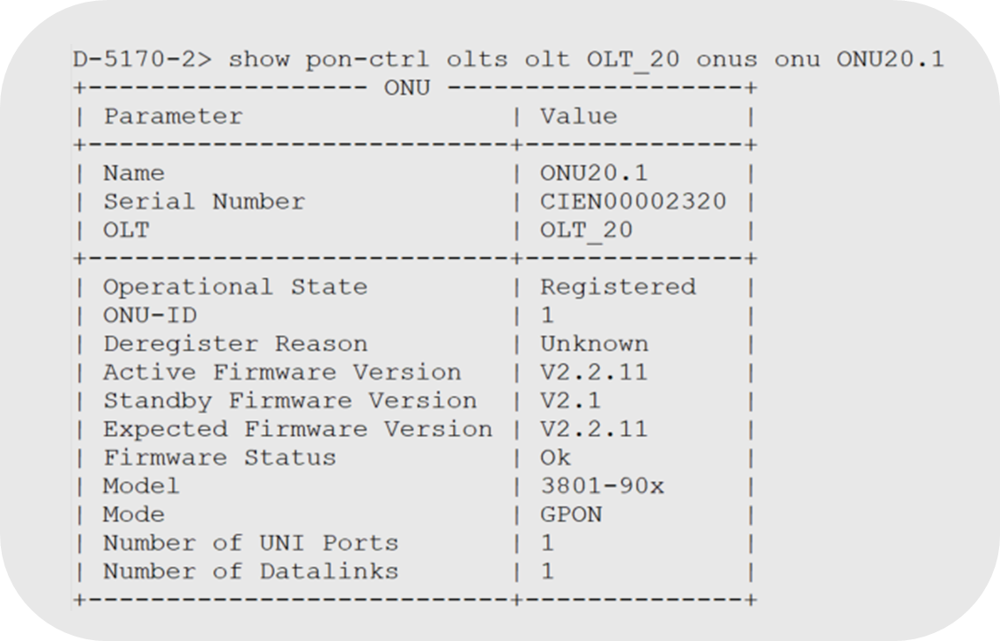 D-5170-2> show pon-ctrl olts olt OLT_20 onus onu ONU20.1
+------------------ ONU -------------------+
| Parameter                 | Value        |
+---------------------------+--------------+
| Name                      | ONU20.1      |
| Serial Number             | CIEN00002320 |
| OLT                       | OLT_20       |
+---------------------------+--------------+
| Operational State         | Registered   |
| ONU-ID                    | 1            |
| Deregister Reason         | Unknown      |
| Active Firmware Version   | V2.2.11      |
| Standby Firmware Version  | V2.1         |
| Expected Firmware Version | V2.2.11      |
| Firmware Status           | Ok           |
| Model                     | 3801-90x     |
| Mode                      | GPON         |
| Number of UNI Ports       | 1            |
| Number of Datalinks       | 1            |
+---------------------------+--------------+